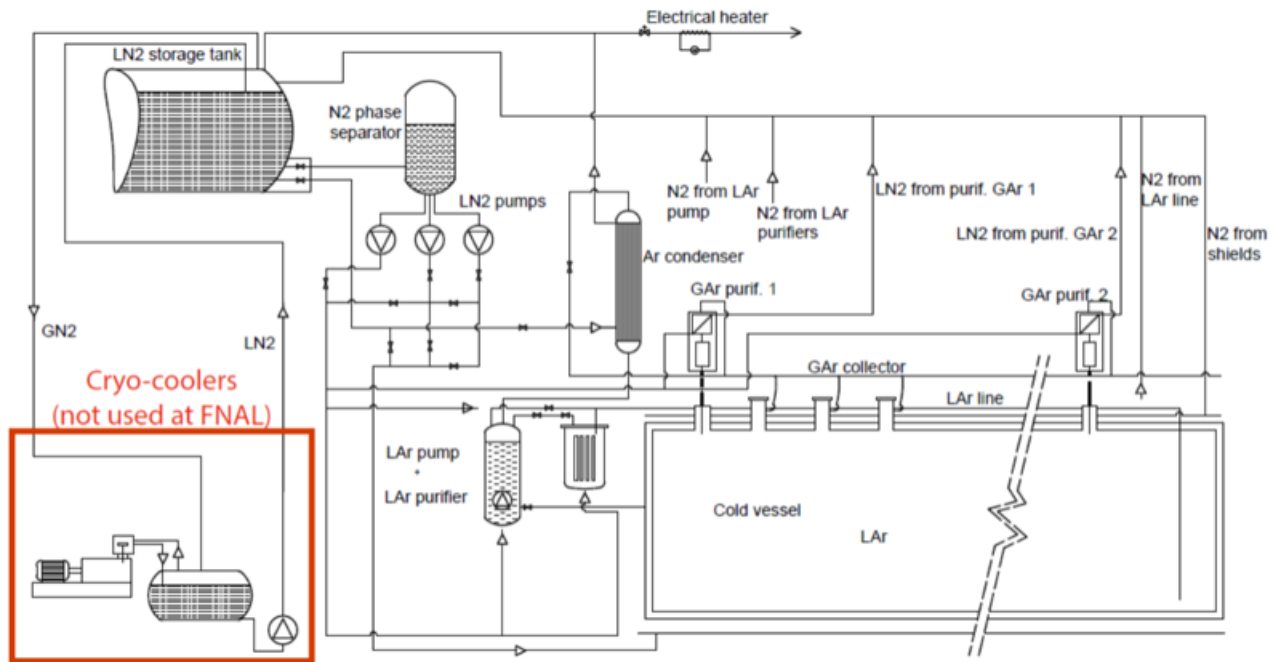 Electrical heater
LN2 storage tank
N2 phase
separator
LN2 pumps
N2 from LAr
pump
N2 from LAr
purifiers
LN2 from purif. GAr 1
LN2 from purif. GAr 2
N2 from
LAr line
N2 from
shields
Ar condenser
GAr purif. 1
GAr purif. 2
GN2
LN2
GAr collector
LAr line
Cryo-coolers
(not used at FNAL)
LAr pump
+
LAr purifier
Cold vessel
LAr